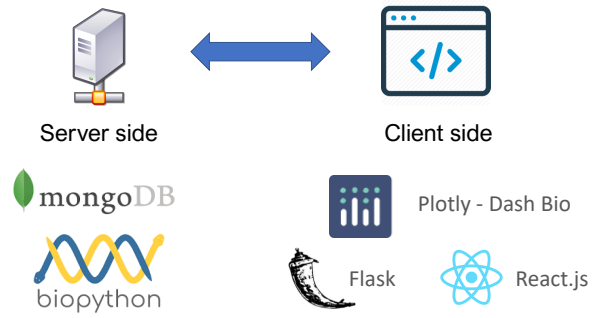 </>
Server side
Client side
mongoDB
Plotly - Dash Bio
biopython
Flask
React.js